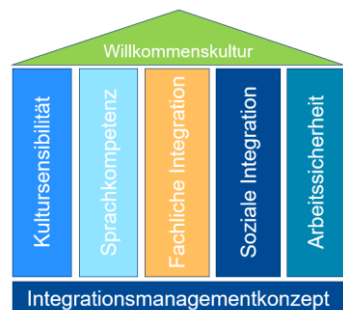 Willkommenskultur
Kultursensibilität
Sprachkompetenz
Fachliche Integration
Soziale Integration
Arbeitssicherheit
Integrationsmanagementkonzept